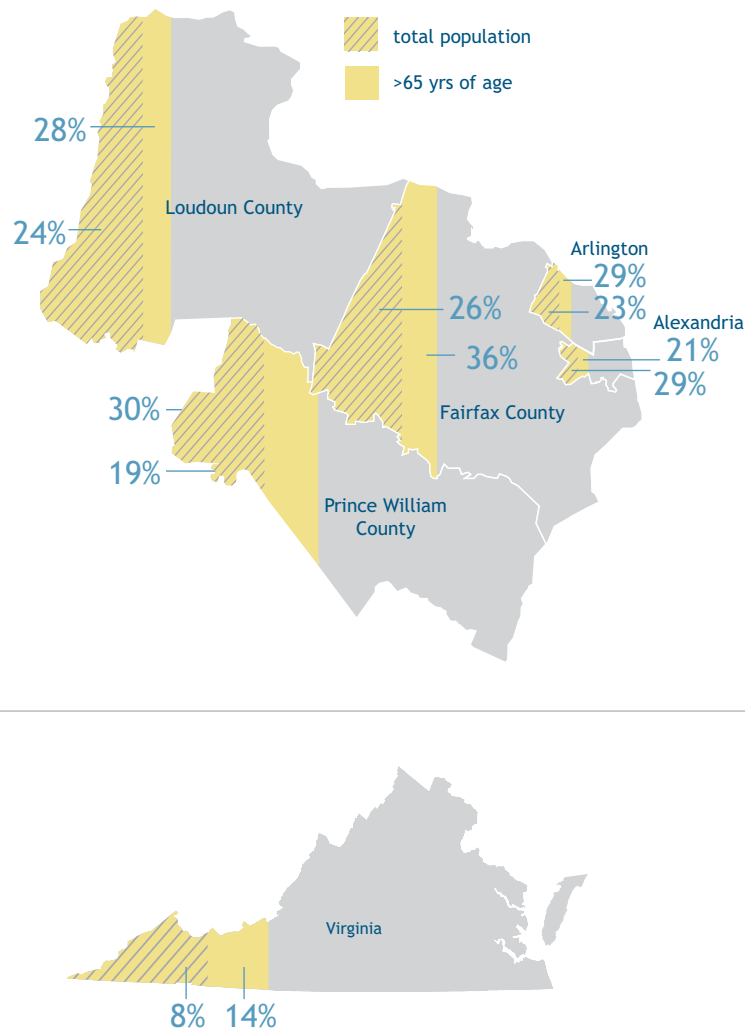 total population
>65 yrs of age
28%
Loudoun County
24%
Arlington
29%
26%
23%
Alexandria
21%
36%
29%
30%
Fairfax County
19%
Prince William
County
Virginia
8%
14%